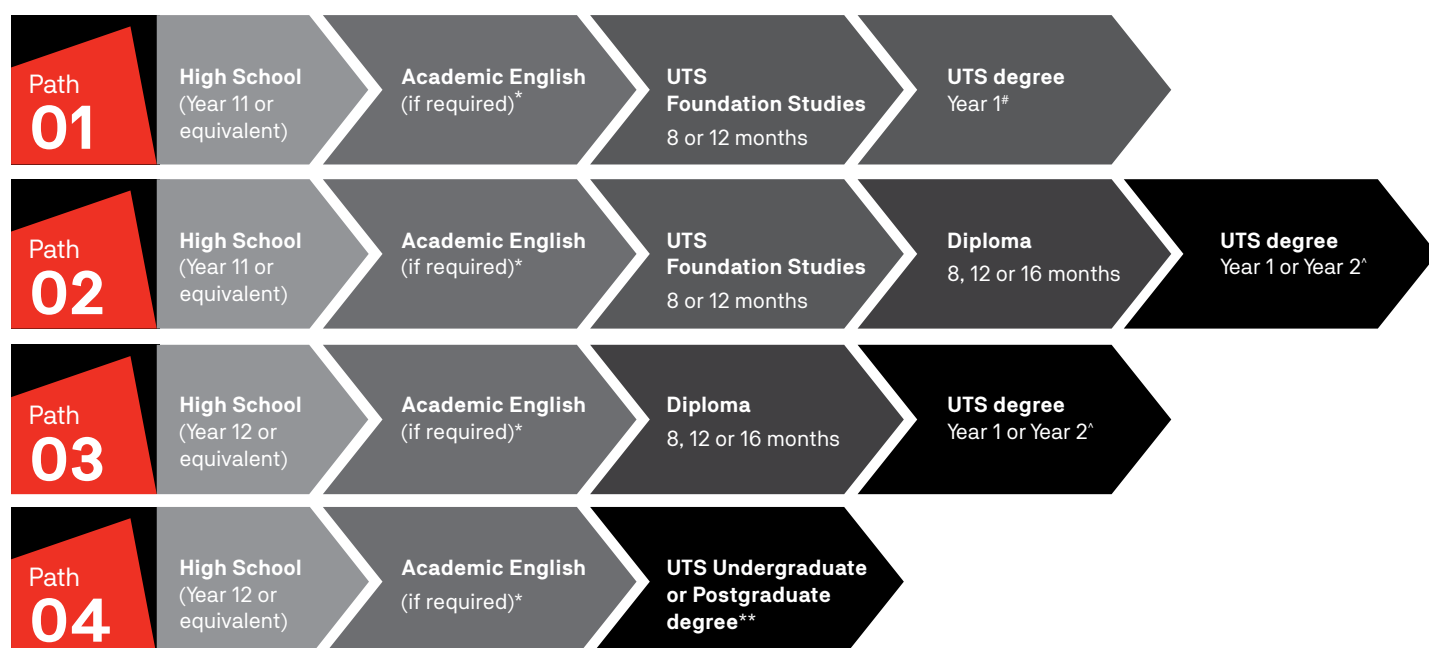 Path
01
High School
(Year 11 or
equivalent)
Academic English
(if required)*
UTS
Foundation Studies
8 or 12 months
UTS degree
Year 1#
Path
02
High School
(Year 11 or
equivalent)
Academic English
(if required)*
UTS
Foundation Studies
8 or 12 months
Diploma
8, 12 or 16 months
UTS degree
Year 1 or Year 2^
Path
03
High School
(Year 12 or
equivalent)
Academic English
(if required)*
Diploma
8, 12 or 16 months
UTS degree
Year 1 or Year 2^
Path
04
High School
(Year 12 or
equivalent)
Academic English
(if required)*
UTS Undergraduate
or Postgraduate
degree**